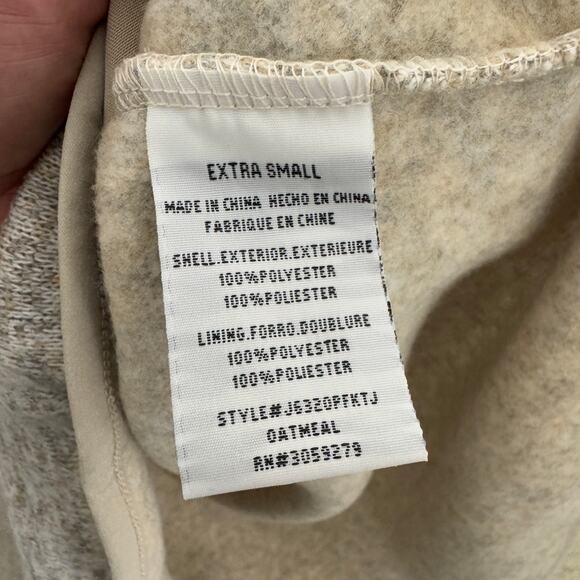 EXTRA SMALL
MADE IN CHINA HECHO EN CHINA
FABRIQUE EN CHINE
SHELL.EXTERIOR.EXTERIEURE
100%POLYESTER
100%POLIESTER
LINING.FORRO.DOUBLURE
100%POLYESTER
100%POLIESTER
STYLE#J6320PFKTJ
OATMEAL
RN#3059279